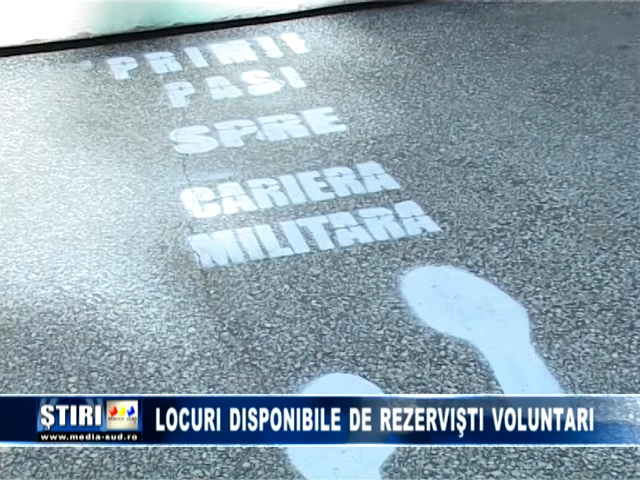 PRIMII
PASI
SPRE
CARIERA
MILITARA
ŞTIRI
www.media-sud.ro
LOCURI DISPONIBILE DE REZERVIŞTI VOLUNTARI